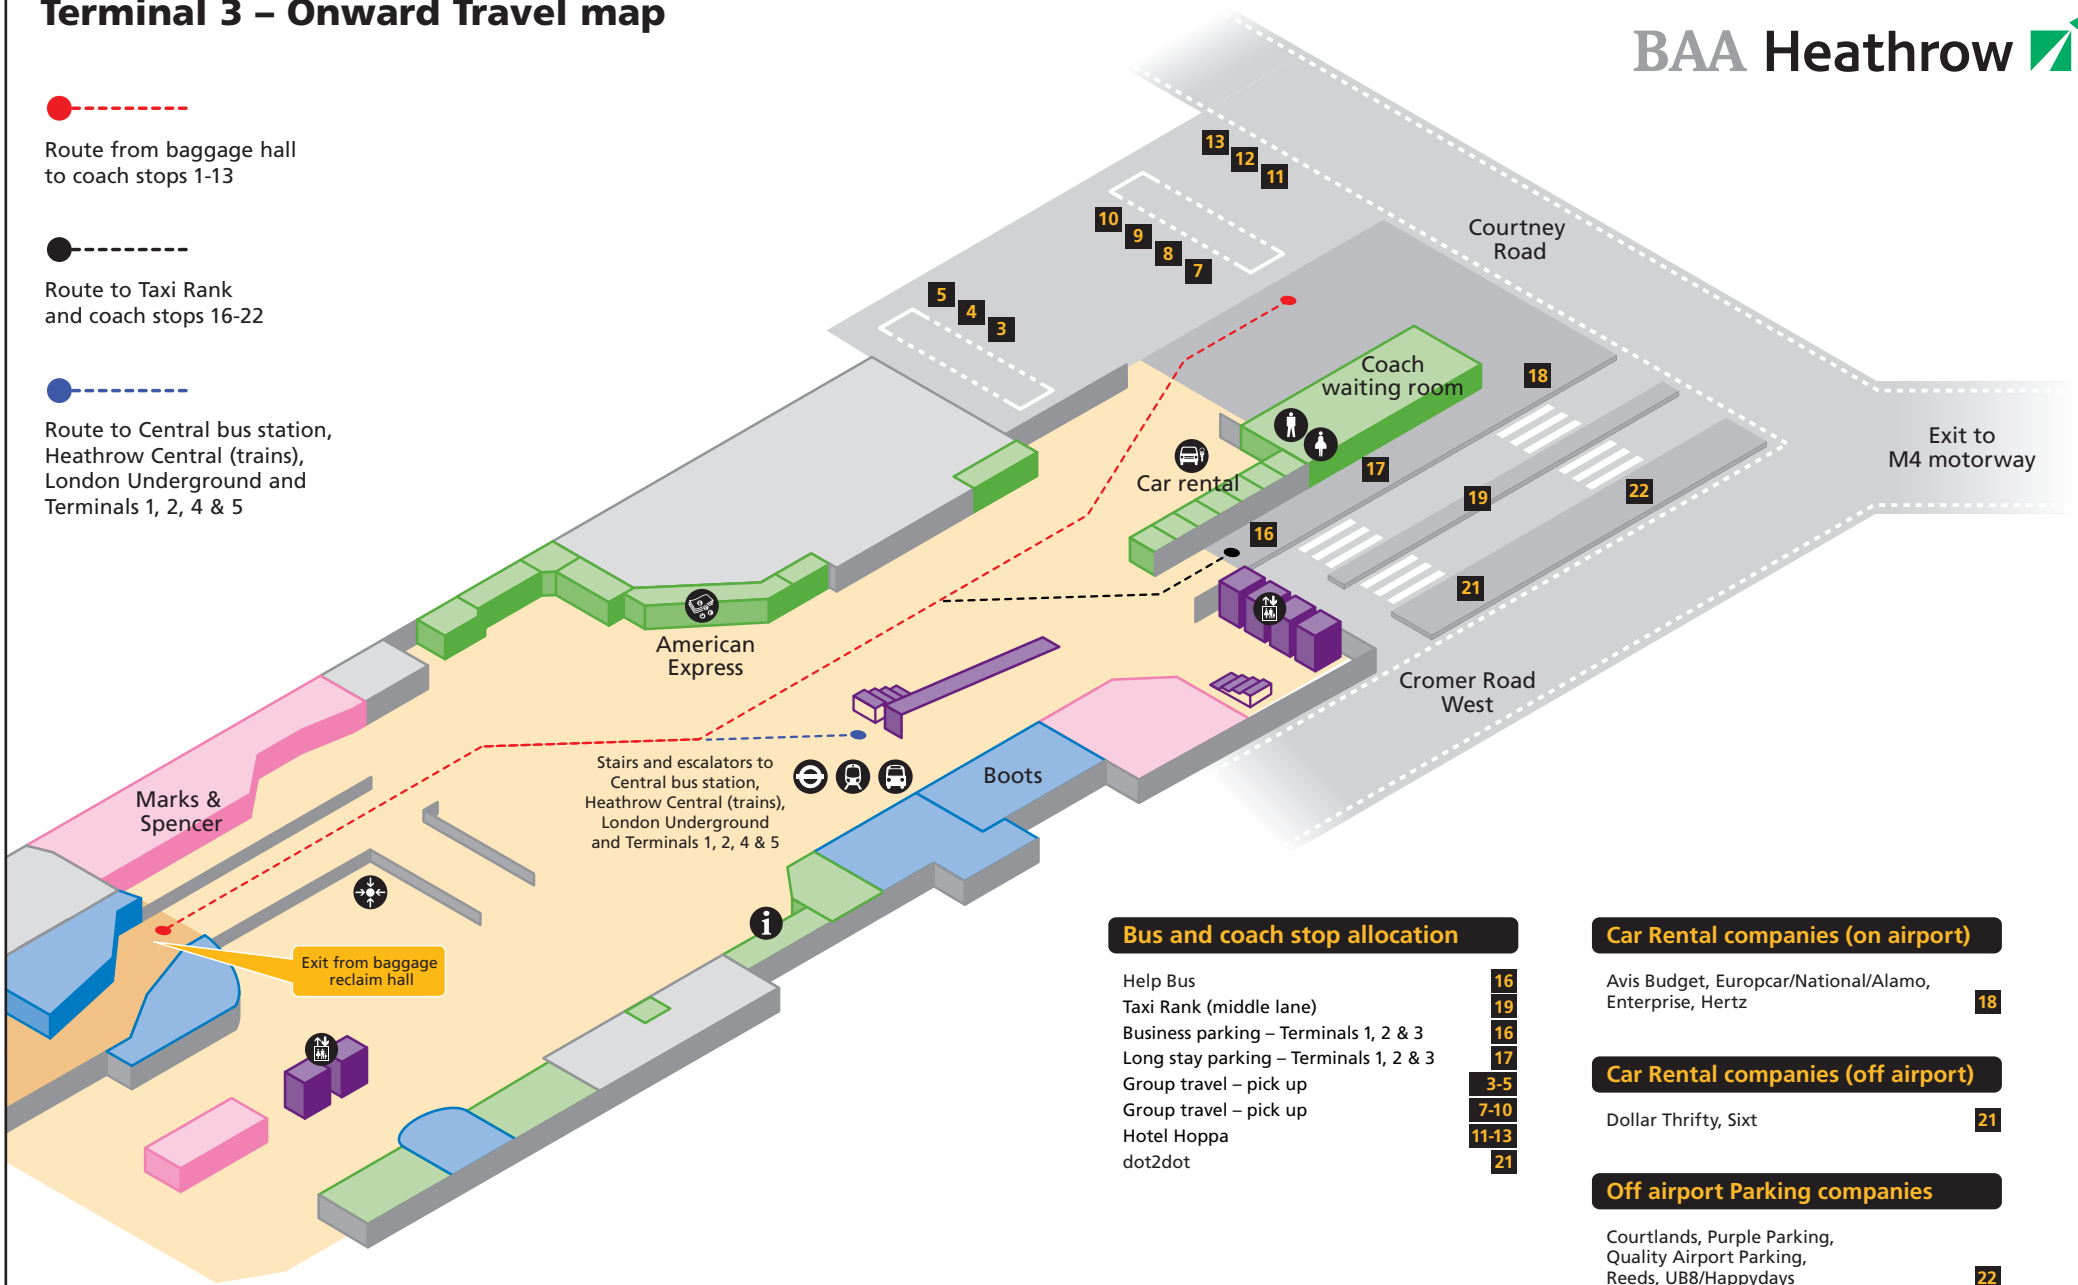 Terminal 3 – Onward Travel map
BAA Heathrow
Route from baggage hall
to coach stops 1-13
Route to Taxi Rank
and coach stops 16-22
Route to Central bus station,
Heathrow Central (trains),
London Underground and
Terminals 1, 2, 4 & 5
13
12
11
10
9
8
7
5
4
3
Courtney
Road
Coach
waiting room
18
Exit to
M4 motorway
Car rental
17
19
22
16
21
American
Express
Cromer Road
West
Stairs and escalators to
Central bus station,
Heathrow Central (trains),
London Underground
and Terminals 1, 2, 4 & 5
Boots
Marks &
Spencer
i
Exit from baggage
reclaim hall
Bus and coach stop allocation
Help Bus 16
Taxi Rank (middle lane) 19
Business parking – Terminals 1, 2 & 3 16
Long stay parking – Terminals 1, 2 & 3 17
Group travel – pick up 3-5
Group travel – pick up 7-10
Hotel Hoppa 11-13
dot2dot 21
Car Rental companies (on airport)
Avis Budget, Europcar/National/Alamo,
Enterprise, Hertz 18
Car Rental companies (off airport)
Dollar Thrifty, Sixt 21
Off airport Parking companies
Courtlands, Purple Parking,
Quality Airport Parking,
Reeds, UB8/Happydays 22